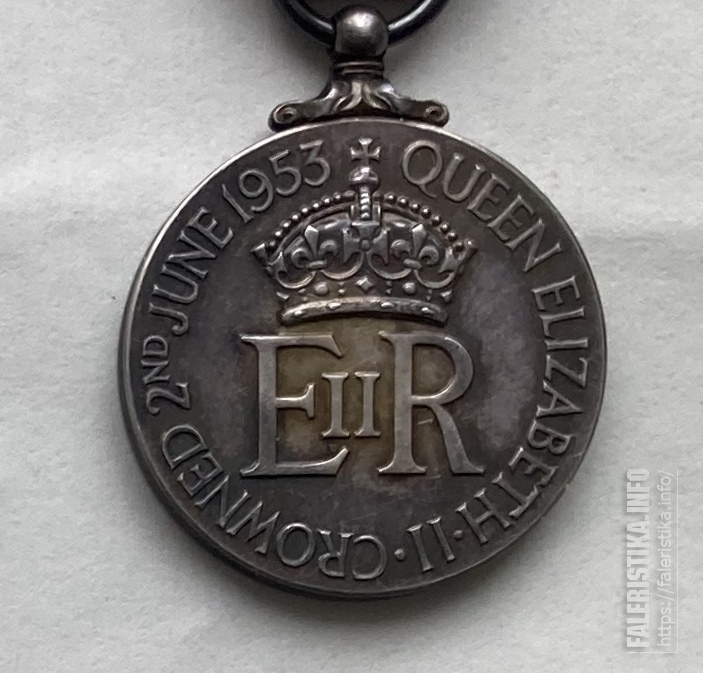 QUEEN ELIZABETH·II·CROWNED 2ND JUNE 1953
EIIR
FALERISTIKA.INFO
https://faleristika.info/